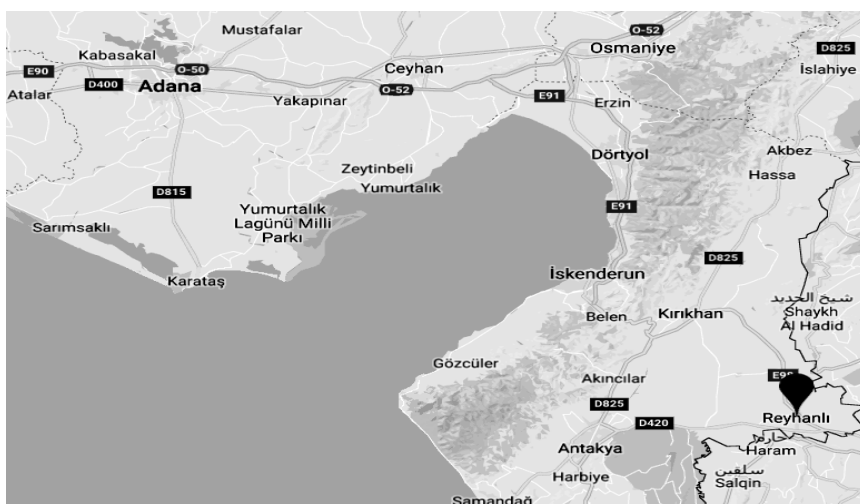 O-52
Mustafalar
Osmaniye
D825
Kabasakal
Ceyhan
İslahiye
E90
O-50
Atalar
D400
Adana
O-52
E91
Yakapınar
Erzin
Dörtyol
Akbez
Zeytinbeli
Hassa
D815
Yumurtalık
Yumurtalık
Lagünü Milli
Parkı
E91
Sarımsaklı
D825
Karataş
İskenderun
شيخ الحديد
Shaykh
Al Hadid
Belen
Kırıkhan
Gözcüler
Akıncılar
D825
Reyhanlı
D420
Antakya
حارم
Haram
Harbiye
سلقين
Salqin
Samandağ